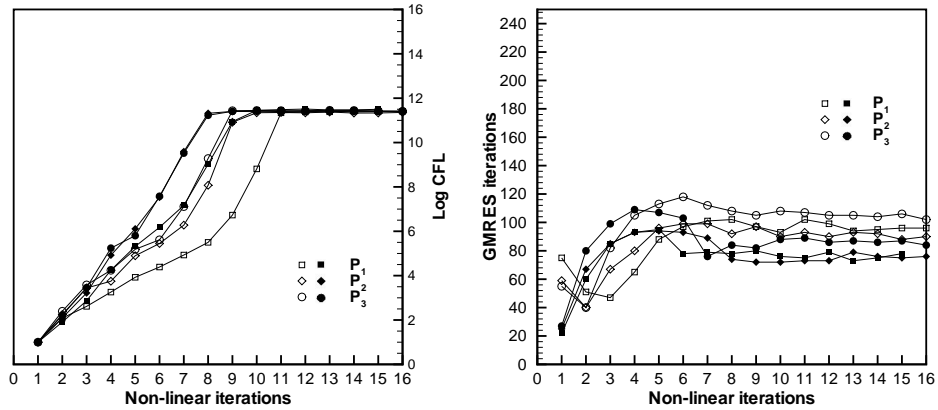 16
14
12
10
8
6
4
2
0
Log CFL
P1
P2
P3
0 1 2 3 4 5 6 7 8 9 10 11 12 13 14 15 16
Non-linear iterations
240
220
200
180
160
140
120
100
80
60
40
20
0
GMRES iterations
P1
P2
P3
0 1 2 3 4 5 6 7 8 9 10 11 12 13 14 15 16
Non-linear iterations